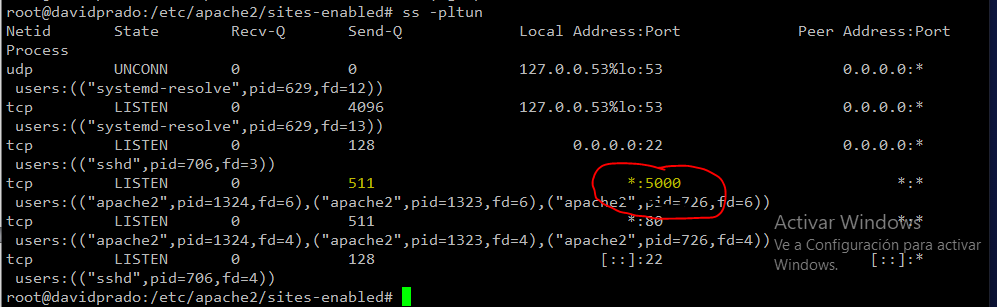 root@davidprado:/etc/apache2/sites-enabled# ss -pltun
Netid State Recv-Q Send-Q Local Address:Port Peer Address:Port
Process
udp UNCONN 0 0 127.0.0.53%lo:53 0.0.0.0:*
users:(("systemd-resolve",pid=629,fd=12))
tcp LISTEN 0 4096 127.0.0.53%lo:53 0.0.0.0:*
users:(("systemd-resolve",pid=629,fd=13))
tcp LISTEN 0 128 0.0.0.0:22 0.0.0.0:*
users:(("sshd",pid=706,fd=3))
tcp LISTEN 0 511 *:5000 *:*
users:(("apache2",pid=1324,fd=6),("apache2",pid=1323,fd=6),("apache2",pid=726,fd=6))
tcp LISTEN 0 511 *:80 *:*
users:(("apache2",pid=1324,fd=4),("apache2",pid=1323,fd=4),("apache2",pid=726,fd=4))
tcp LISTEN 0 128 [::]:22 [::]:*
users:(("sshd",pid=706,fd=4))
root@davidprado:/etc/apache2/sites-enabled#
Activar Windows
Ve a Configuración para activar
Windows.